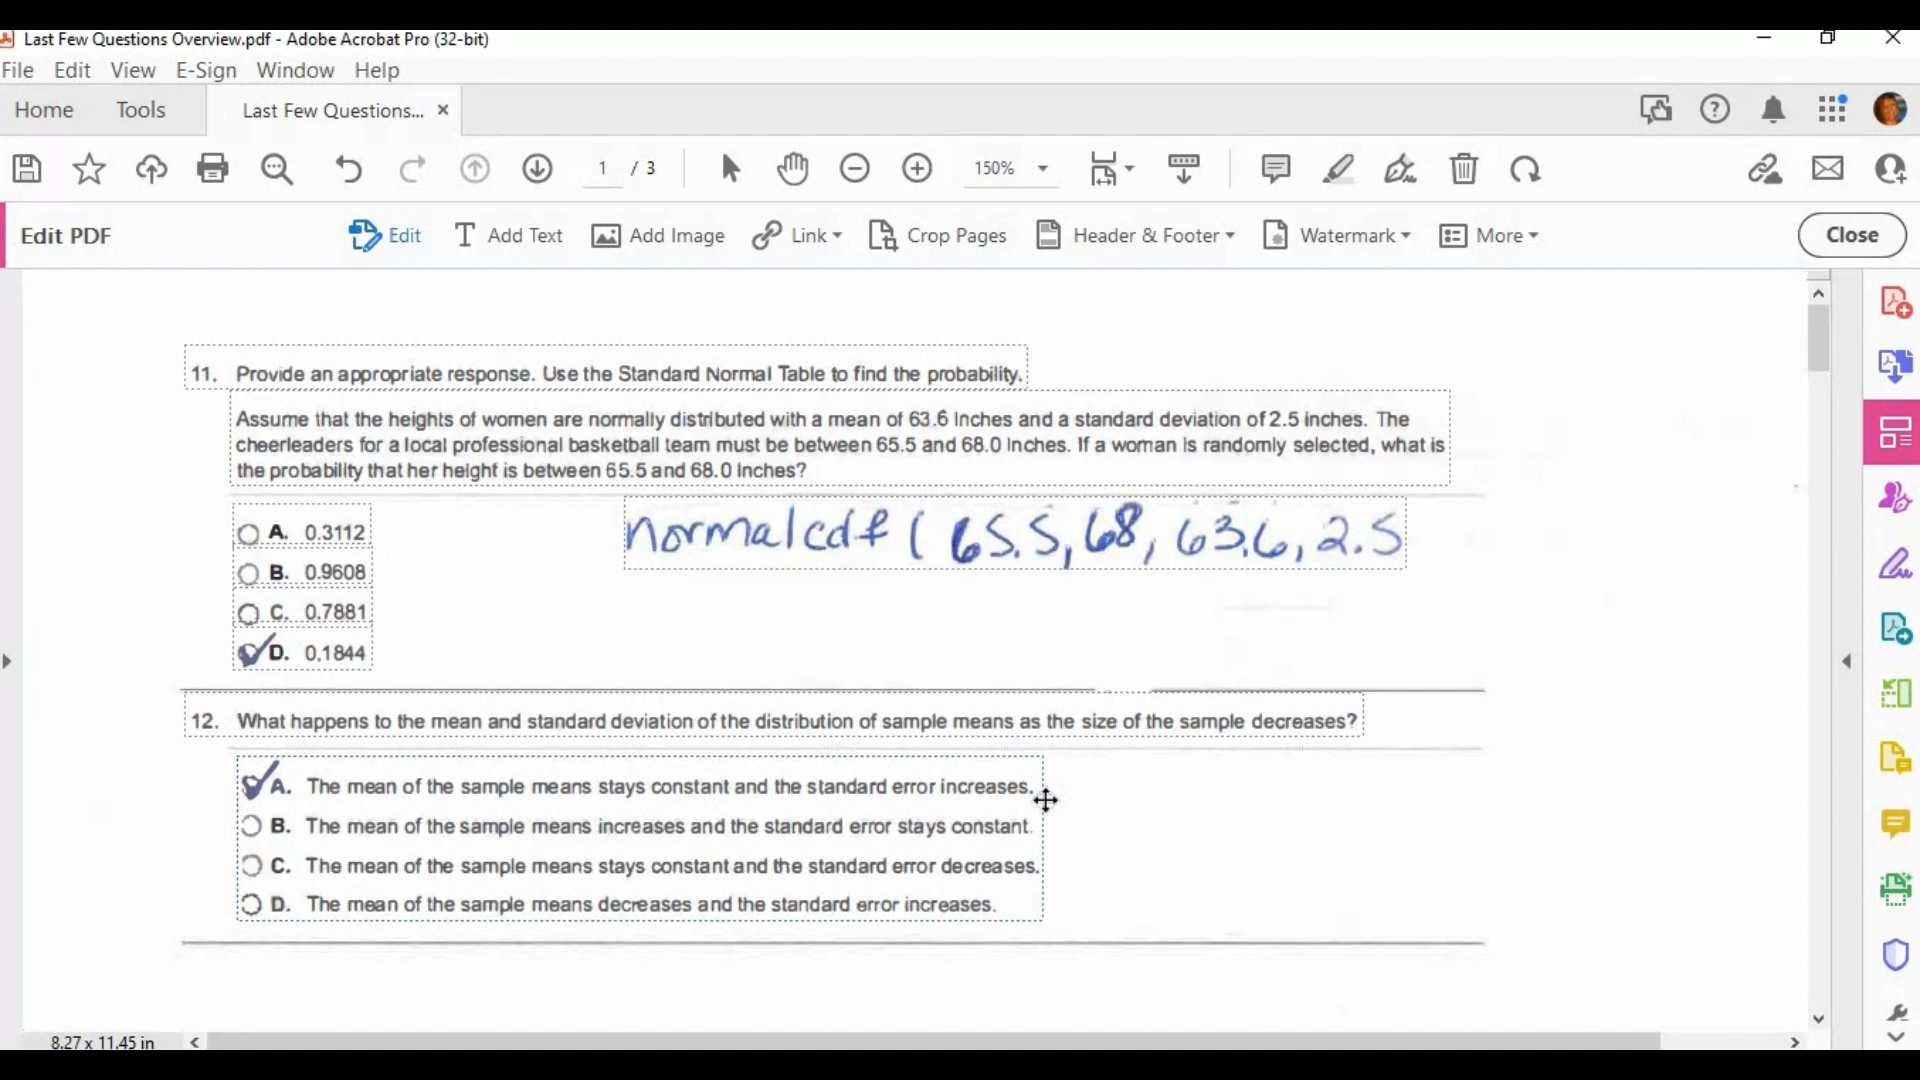 Last Few Questions Overview.pdf - Adobe Acrobat Pro (32-bit)
File Edit View E-Sign Window Help
Home Tools Last Few Questions... ×
1 / 3 150%
Edit PDF Edit Add Text Add Image Link Crop Pages Header & Footer Watermark More Close
11. Provide an appropriate response. Use the Standard Normal Table to find the probability.
Assume that the heights of women are normally distributed with a mean of 63.6 Inches and a standard deviation of 2.5 inches. The
cheerleaders for a local professional basketball team must be between 65.5 and 68.0 Inches. If a woman is randomly selected, what is
the probability that her height is between 65.5 and 68.0 Inches?
A. 0.3112
normalcdf ( 65.5, 68, 63.6, 2.5
B. 0.9608
C. 0.7881
D. 0.1844
12. What happens to the mean and standard deviation of the distribution of sample means as the size of the sample decreases?
A. The mean of the sample means stays constant and the standard error increases.
B. The mean of the sample means increases and the standard error stays constant.
C. The mean of the sample means stays constant and the standard error decreases.
D. The mean of the sample means decreases and the standard error increases.
8.27 x 11.45 in